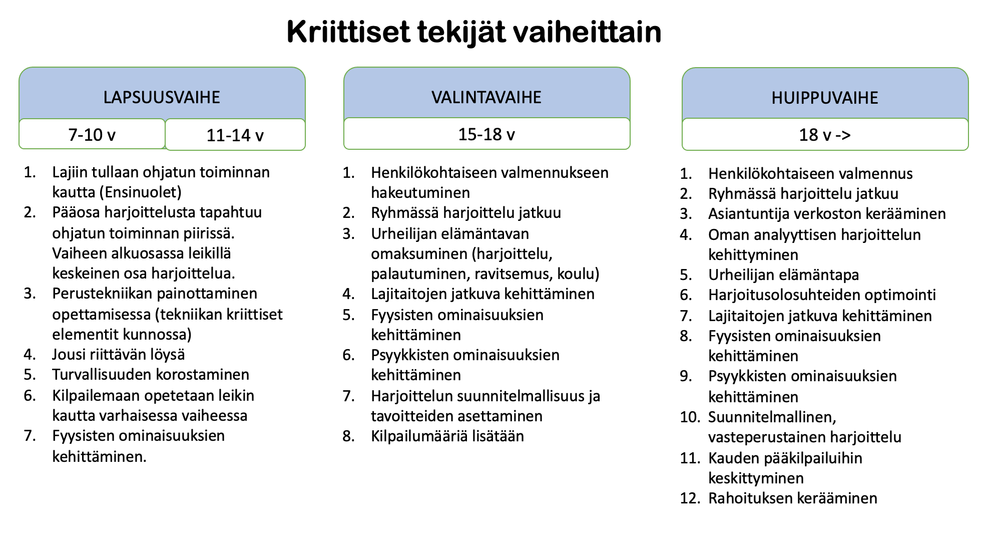 Kriittiset tekijät vaiheittain
LAPSUUSVAIHE
7-10 v
11-14 v
1. Lajiin tullaan ohjatun toiminnan
kautta (Ensinuolet)
2. Pääosa harjoittelusta tapahtuu
ohjatun toiminnan piirissä.
Vaiheen alkuosassa leikillä
keskeinen osa harjoittelua.
3. Perustekniikan painottaminen
opettamisessa (tekniikan kriittiset
elementit kunnossa)
4. Jousi riittävän löysä
5. Turvallisuuden korostaminen
6. Kilpailemaan opetetaan leikin
kautta varhaisessa vaiheessa
7. Fyysisten ominaisuuksien
kehittäminen.
VALINTAVAIHE
15-18 v
1. Henkilökohtaiseen valmennukseen
hakeutuminen
2. Ryhmässä harjoittelu jatkuu
3. Urheilijan elämäntavan
omaksuminen (harjoittelu,
palautuminen, ravitsemus, koulu)
4. Lajitaitojen jatkuva kehittäminen
5. Fyysisten ominaisuuksien
kehittäminen
6. Psyykkisten ominaisuuksien
kehittäminen
7. Harjoittelun suunnitelmallisuus ja
tavoitteiden asettaminen
8. Kilpailumääriä lisätään
HUIPPUVAIHE
18 v ->
1. Henkilökohtaiseen valmennus
2. Ryhmässä harjoittelu jatkuu
3. Asiantuntija verkoston kerääminen
4. Oman analyyttisen harjoittelun
kehittyminen
5. Urheilijan elämäntapa
6. Harjoitusolosuhteiden optimointi
7. Lajitaitojen jatkuva kehittäminen
8. Fyysisten ominaisuuksien
kehittäminen
9. Psyykkisten ominaisuuksien
kehittäminen
10. Suunnitelmallinen,
vasteperustainen harjoittelu
11. Kauden pääkilpailuihin
keskittyminen
12. Rahoituksen kerääminen